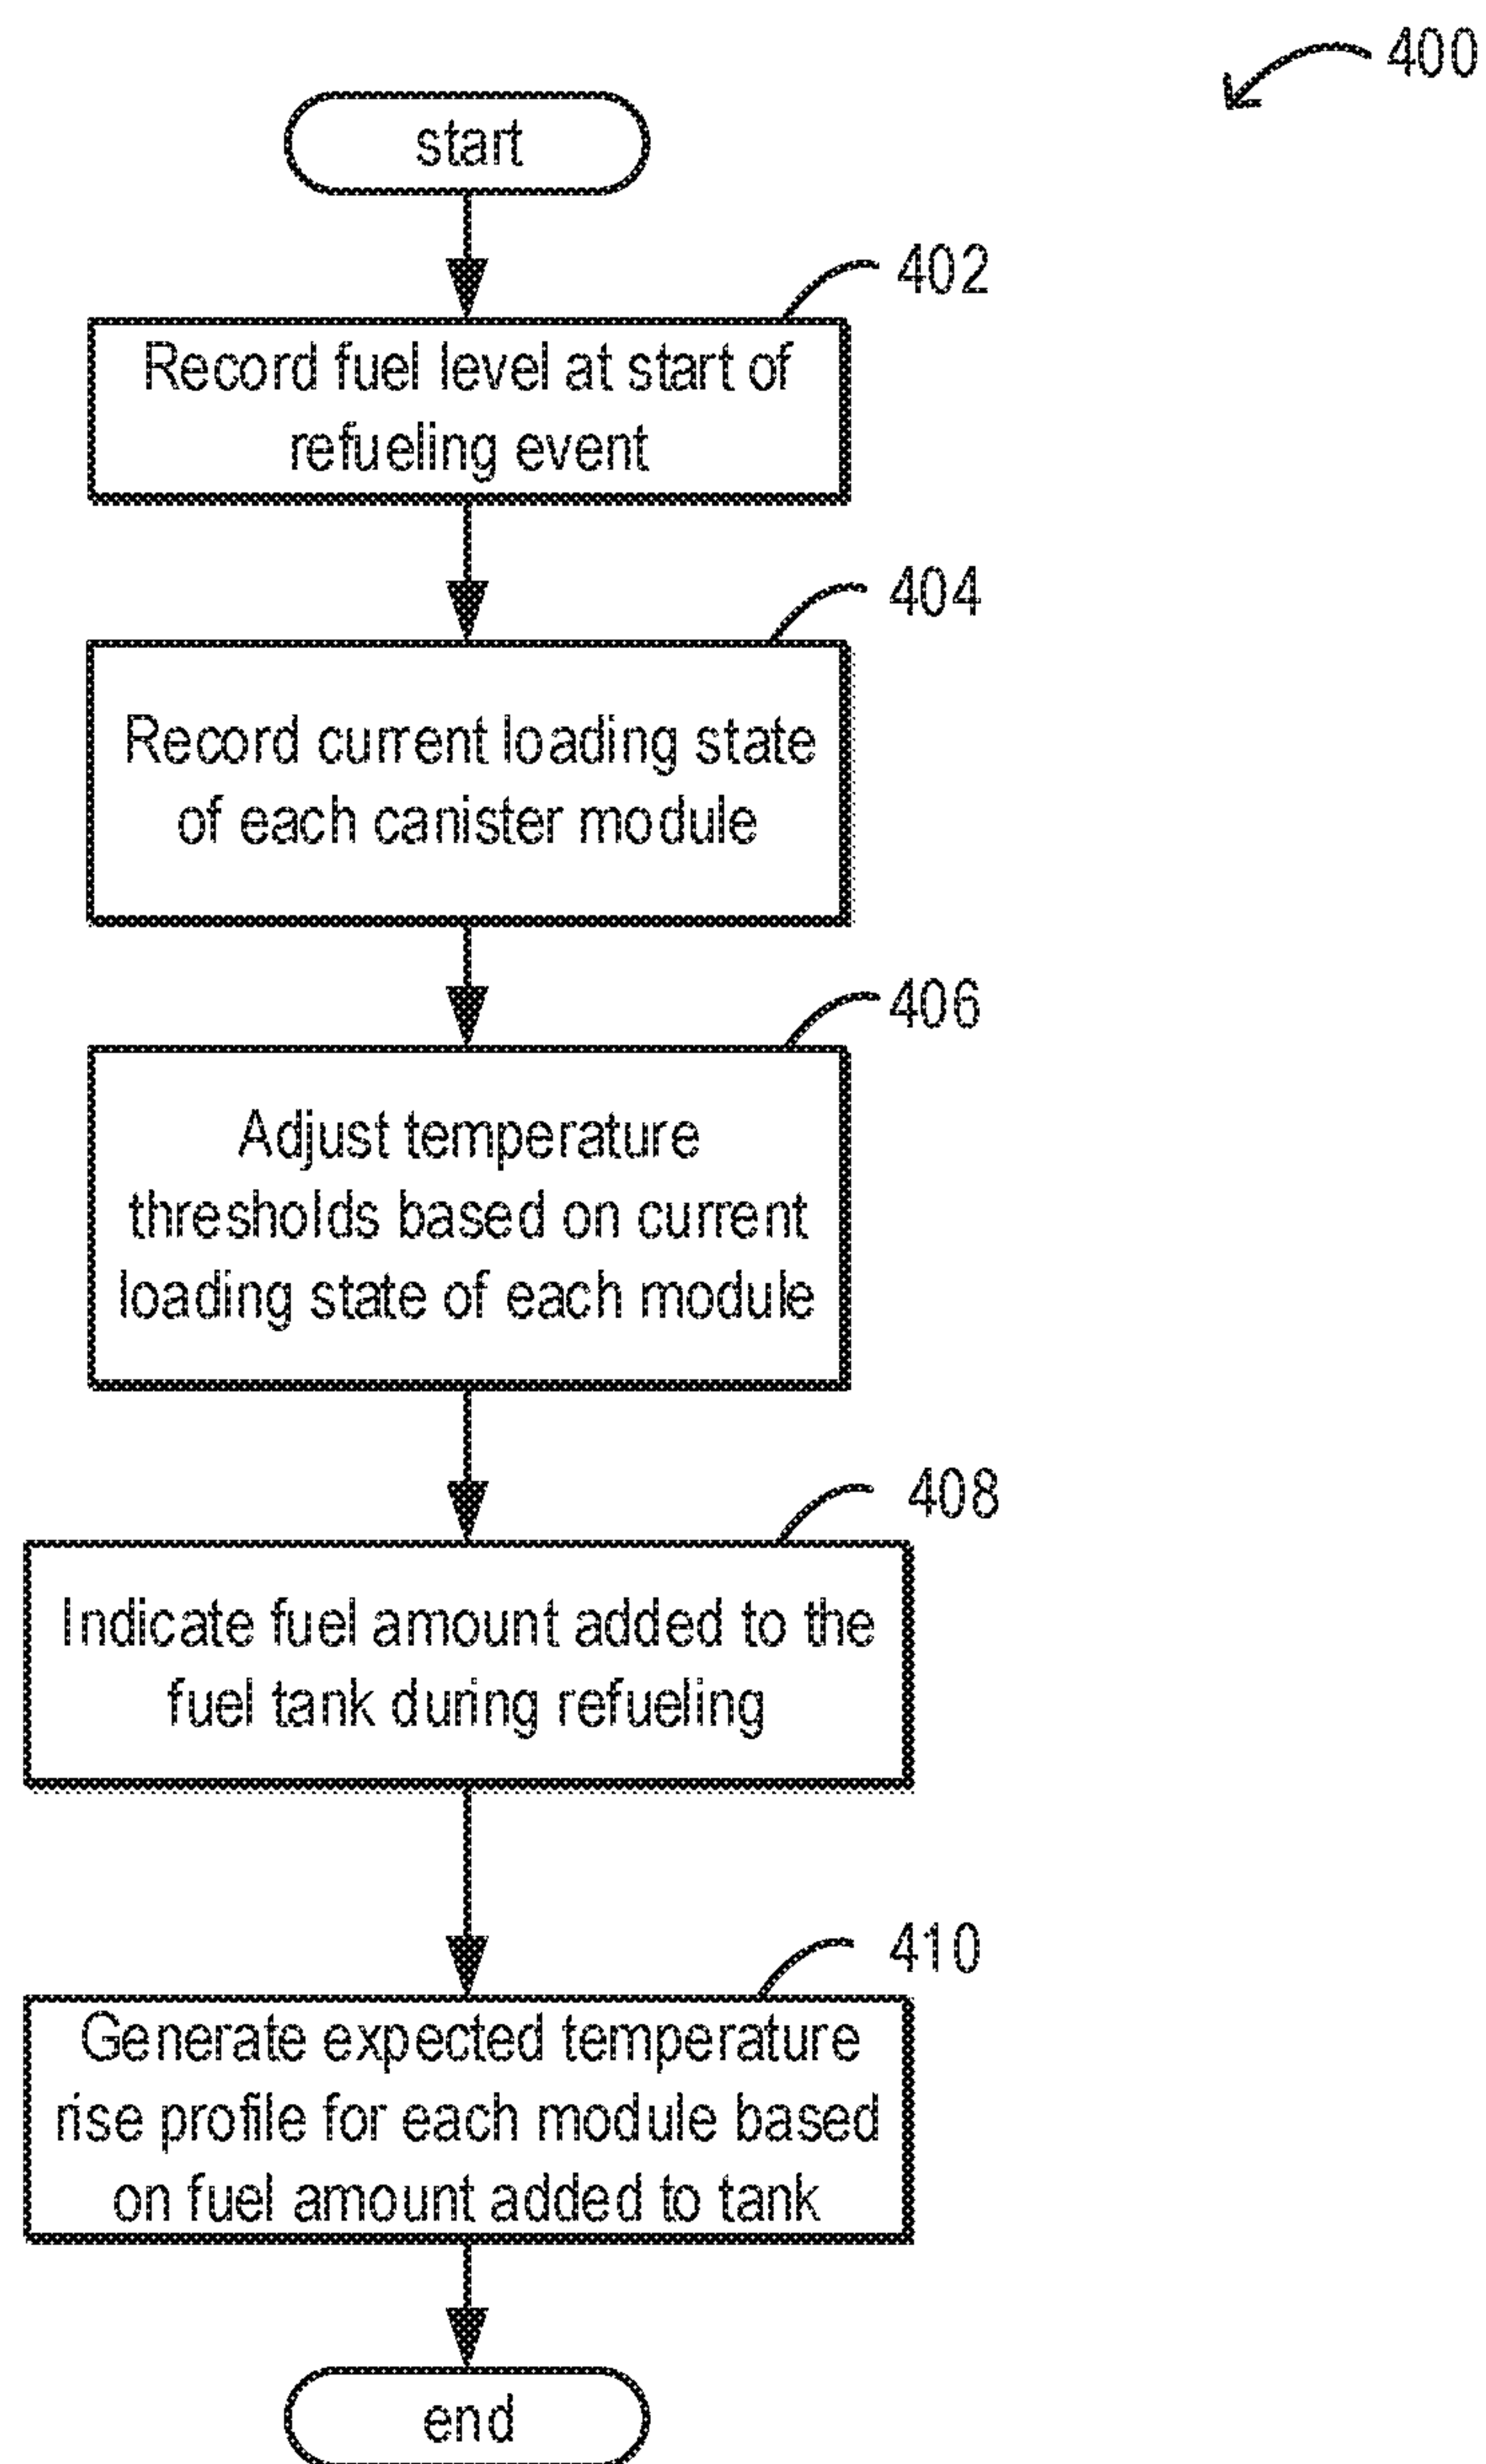 400
start
402
Record fuel level at start of
refueling event
404
Record current loading state
of each canister module
406
Adjust temperature
thresholds based on current
loading state of each module
408
Indicate fuel amount added to the
fuel tank during refueling
410
Generate expected temperature
rise profile for each module based
on fuel amount added to tank
end